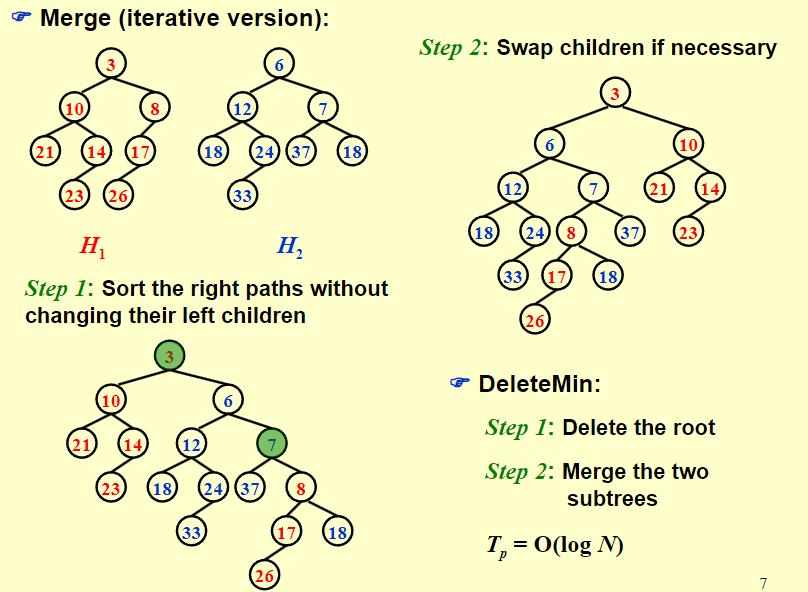 ☞ Merge (iterative version):
3
10 8
21 14 17
23 26
H1
6
12 7
18 24 37 18
33
H2
Step 1: Sort the right paths without
changing their left children
3
10 6
21 14 12 7
23 18 24 37 8
33 17 18
26
Step 2: Swap children if necessary
3
6 10
12 7 21 14
18 24 8 37 23
33 17 18
26
☞ DeleteMin:
Step 1: Delete the root
Step 2: Merge the two
subtrees
Tp = O(log N)
7